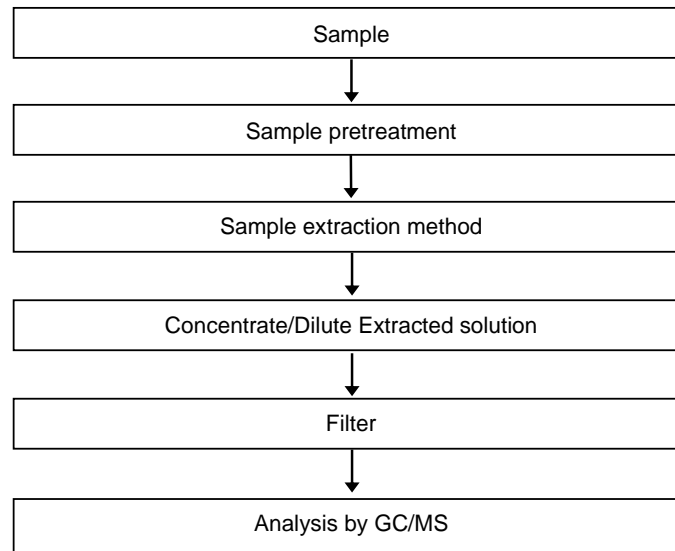 Sample
Sample pretreatment
Sample extraction method
Concentrate/Dilute Extracted solution
Filter
Analysis by GC/MS